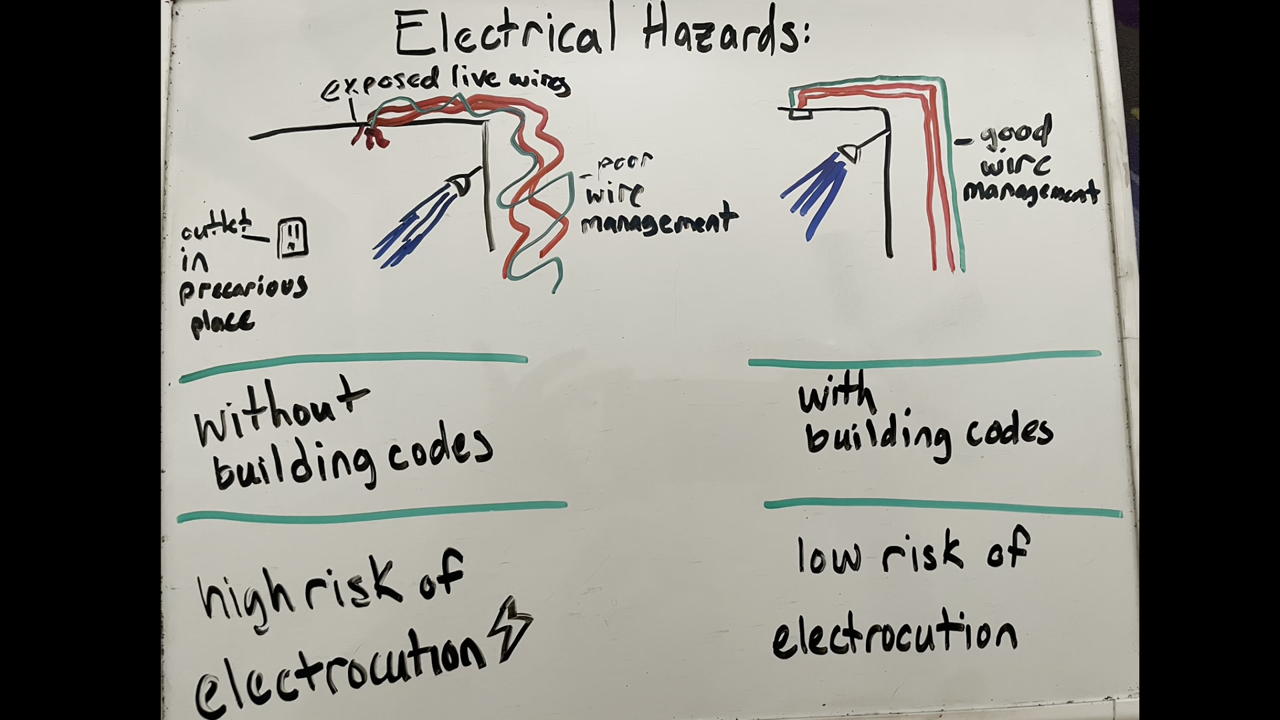 Electrical Hazards:
exposed live wires
-poor
wire
management
outlet
in
precarious
place
-good
wire
management
without
building codes
with
building codes
high risk of
electrocution
low risk of
electrocution